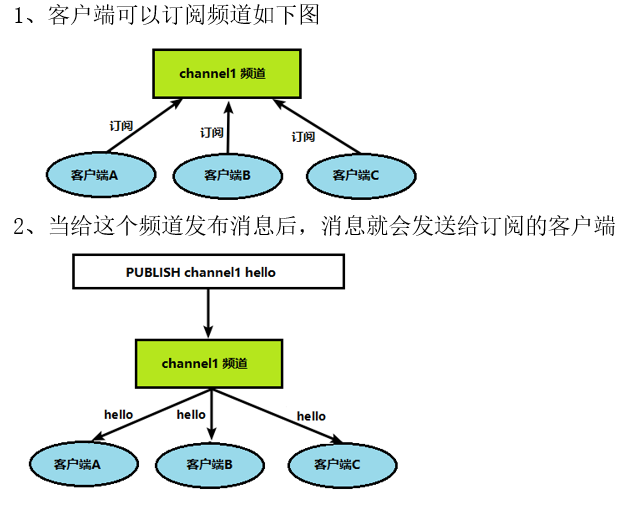 1、客户端可以订阅频道如下图
channel1 频道
订阅
订阅
订阅
客户端A
客户端B
客户端C
2、当给这个频道发布消息后，消息就会发送给订阅的客户端
PUBLISH channel1 hello
channel1 频道
hello
hello
hello
客户端A
客户端B
客户端C